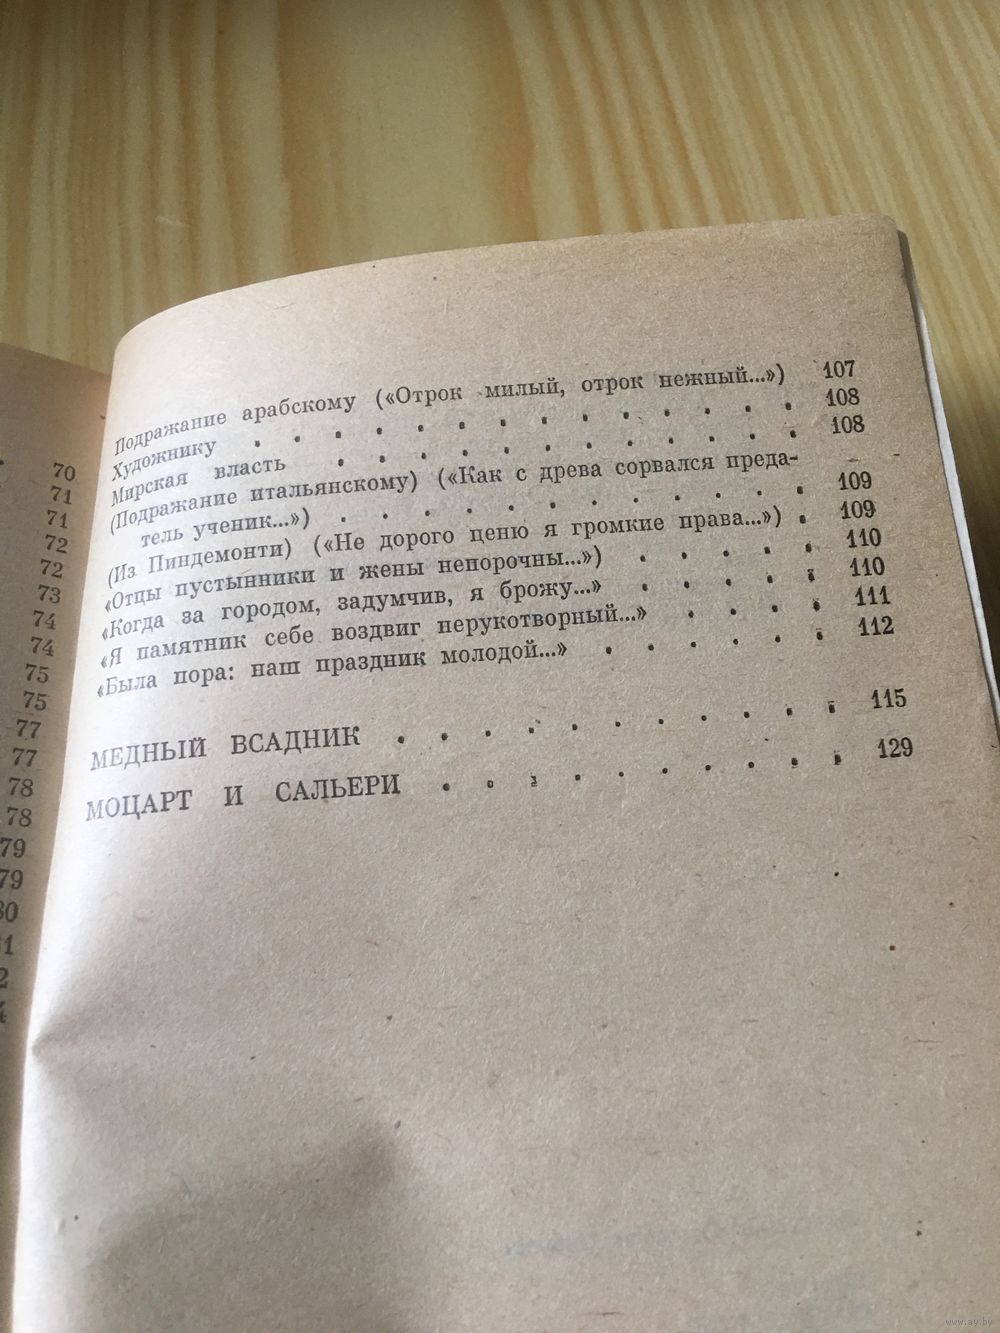 70
71
71
72
72
73
74
74
75
75
77
77
78
78
79
79
Подражание арабскому («Отрок милый, отрок нежный...») 107
Художнику . . . . . . . . . . . . . . 108
Мирская власть . . . . . . . . . . . . 108
(Подражание итальянскому) («Как с древа сорвался преда-
тель ученик...») . . . . . . . . . . . . 109
(Из Пиндемонти) («Не дорого ценю я громкие права...») . 109
«Отцы пустынники и жены непорочны...») . . . . . 110
«Когда за городом, задумчив, я брожу...» . . . . . 110
«Я памятник себе воздвиг нерукотворный...» . . . . 111
«Была пора: наш праздник молодой...» . . . . . . 112
МЕДНЫЙ ВСАДНИК . . . . . . . . . . . 115
МОЦАРТ И САЛЬЕРИ . . . . . . . . . . 129
www.ay.by